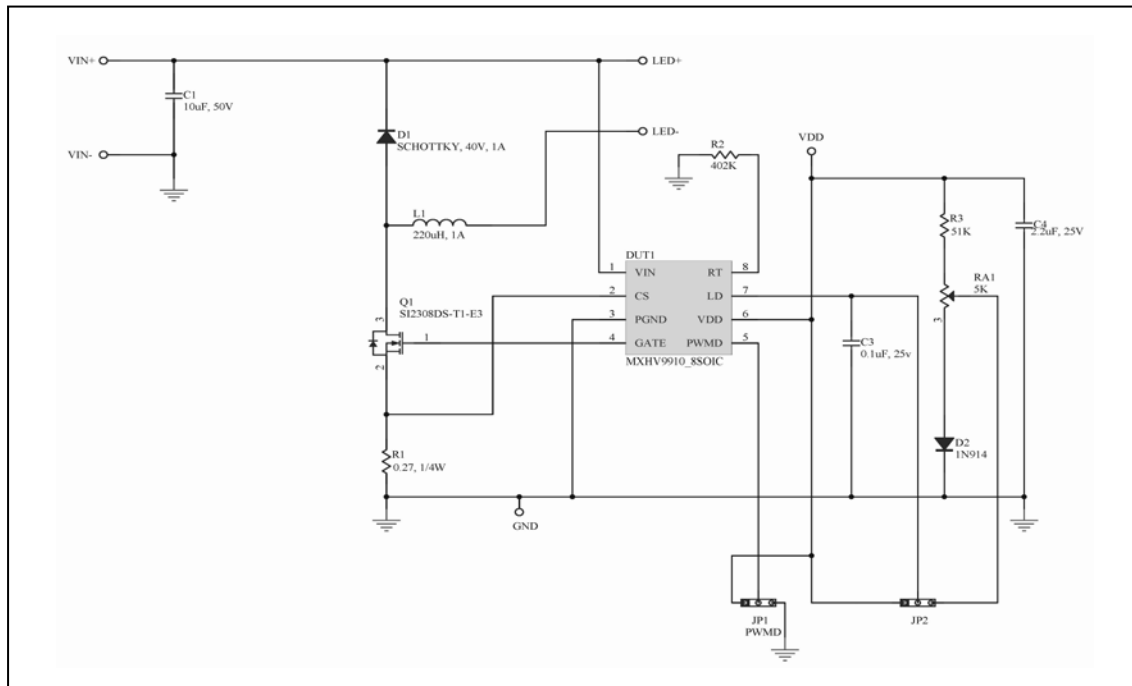 VIN+
LED+
C1
10uF, 50V
D1
SCHOTTKY, 40V, 1A
LED-
VDD
VIN-
R2
402K
L1
220uH, 1A
R3
51K
C4
2.2uF, 25V
DUT1
1 VIN RT 8
2 CS LD 7
3 PGND VDD 6
4 GATE PWMD 5
MXHV9910_8SOIC
RA1
5K
3
Q1
SI2308DS-T1-E3
3
1
2
C3
0.1uF, 25v
D2
1N914
R1
0.27, 1/4W
GND
JP1
PWMD
JP2